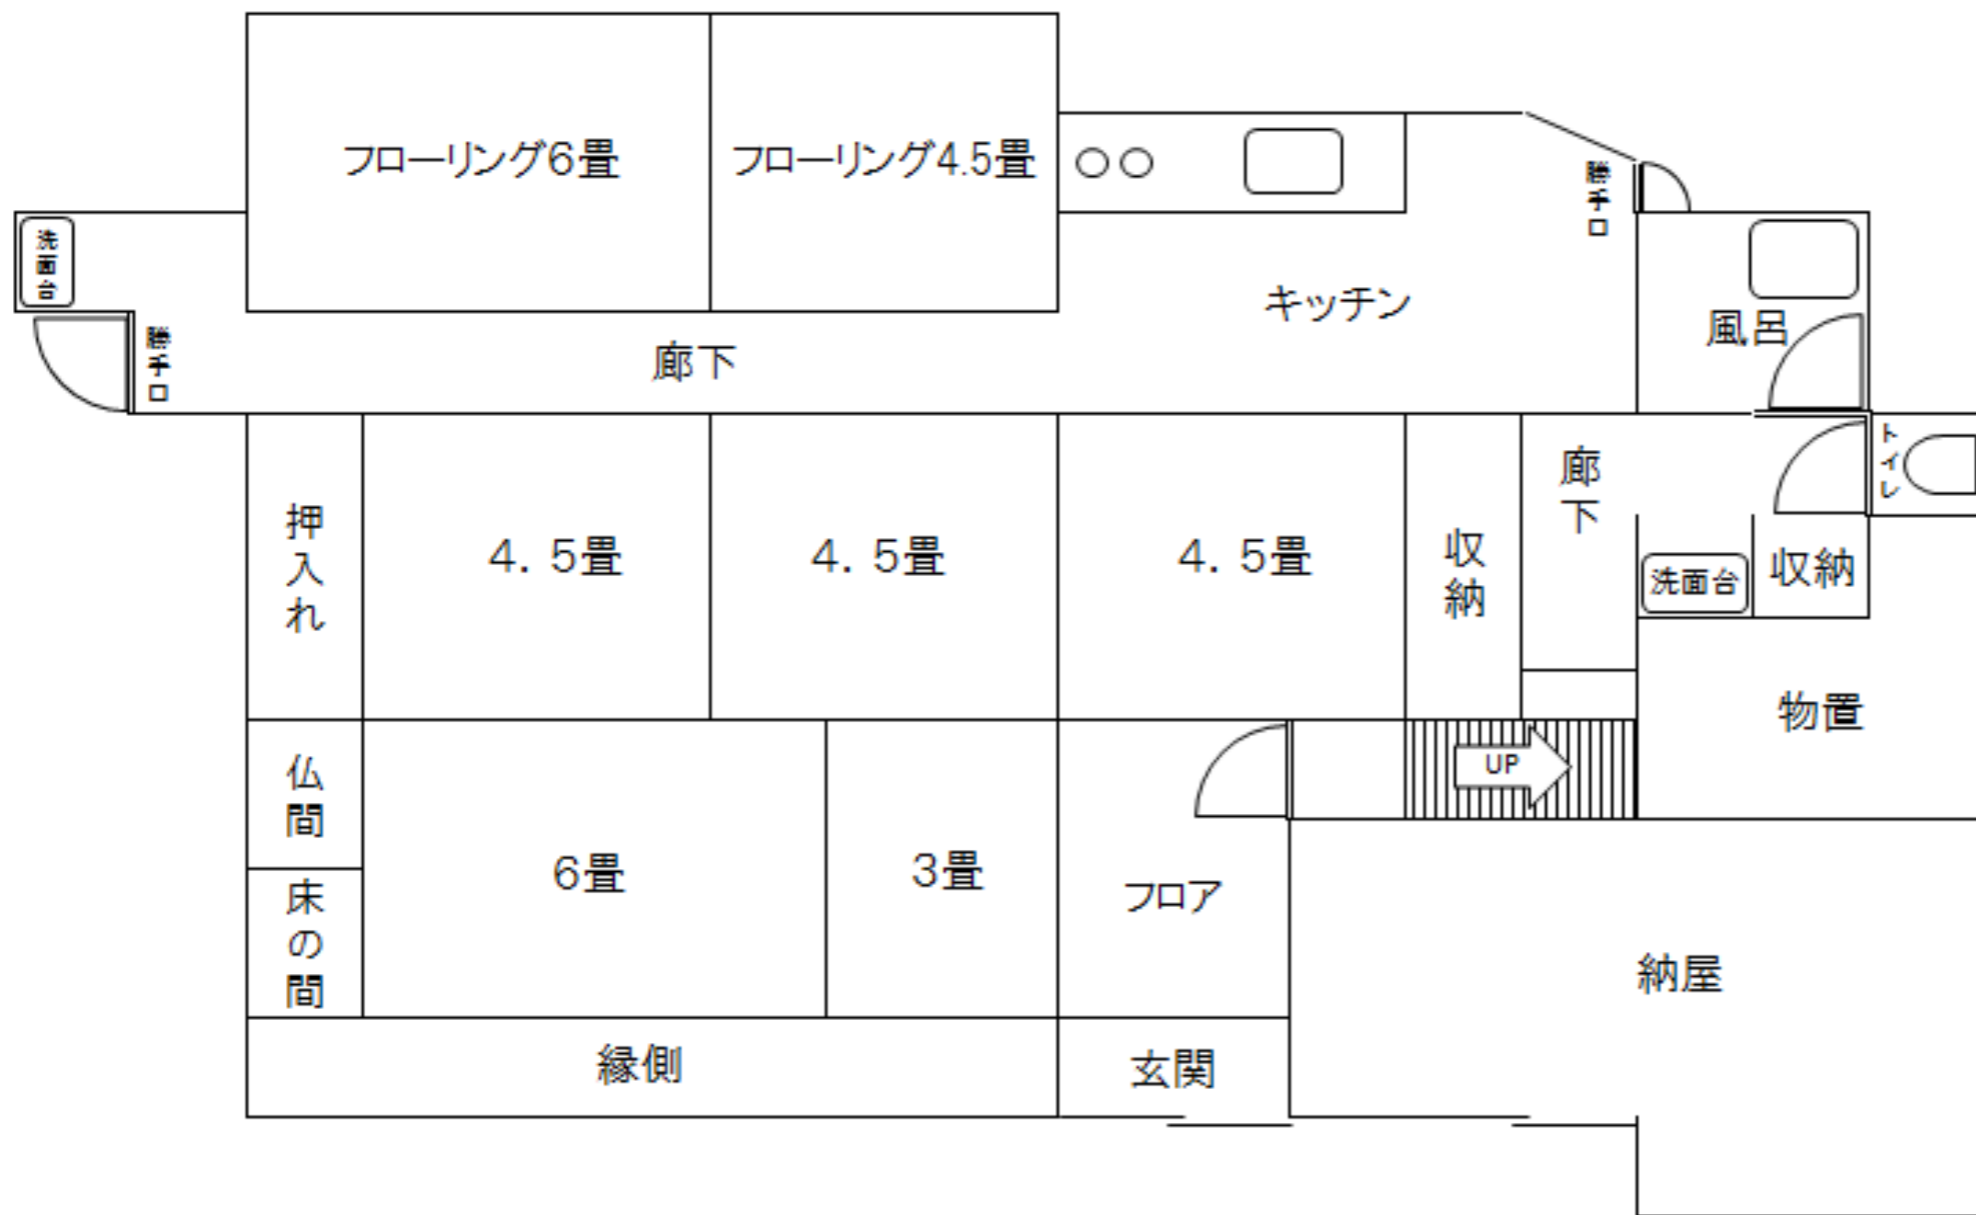 フローリング6畳
フローリング4.5畳
勝手口
洗面台
キッチン
風呂
勝手口
廊下
トイレ
廊下
押入れ
4．5畳
4．5畳
4．5畳
収納
洗面台
収納
物置
仏間
UP
6畳
3畳
フロア
床の間
納屋
縁側
玄関